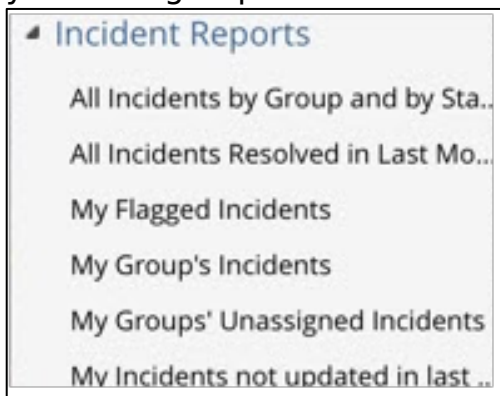 Incident Reports
All Incidents by Group and by Sta..
All Incidents Resolved in Last Mo...
My Flagged Incidents
My Group's Incidents
My Groups' Unassigned Incidents
My Incidents not updated in last ..